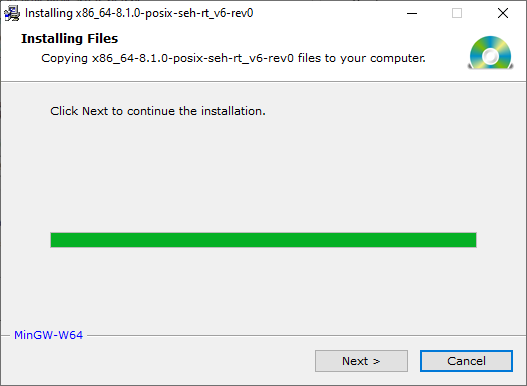 Installing x86_64-8.1.0-posix-seh-rt_v6-rev0
Installing Files
Copying x86_64-8.1.0-posix-seh-rt_v6-rev0 files to your computer.
Click Next to continue the installation.
MinGW-W64
Next >
Cancel